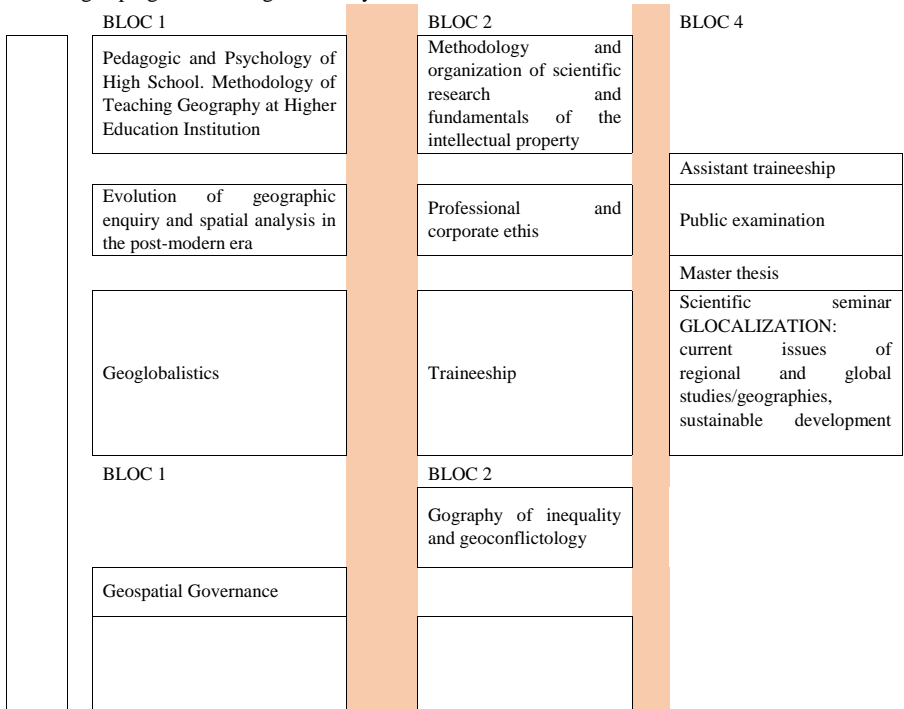 BLOC 1
BLOC 2
BLOC 4
Pedagogic and Psychology of
High School. Methodology of
Teaching Geography at Higher
Education Institution
Methodology and
organization of scientific
research and
fundamentals of the
intellectual property
Assistant traineeship
Evolution of geographic
enquiry and spatial analysis in
the post-modern era
Professional and
corporate ethis
Public examination
Master thesis
Geoglobalistics
Traineeship
Scientific seminar
GLOCALIZATION:
current issues of
regional and global
studies/geographies,
sustainable development
BLOC 1
BLOC 2
Gography of inequality
and geoconflictology
Geospatial Governance